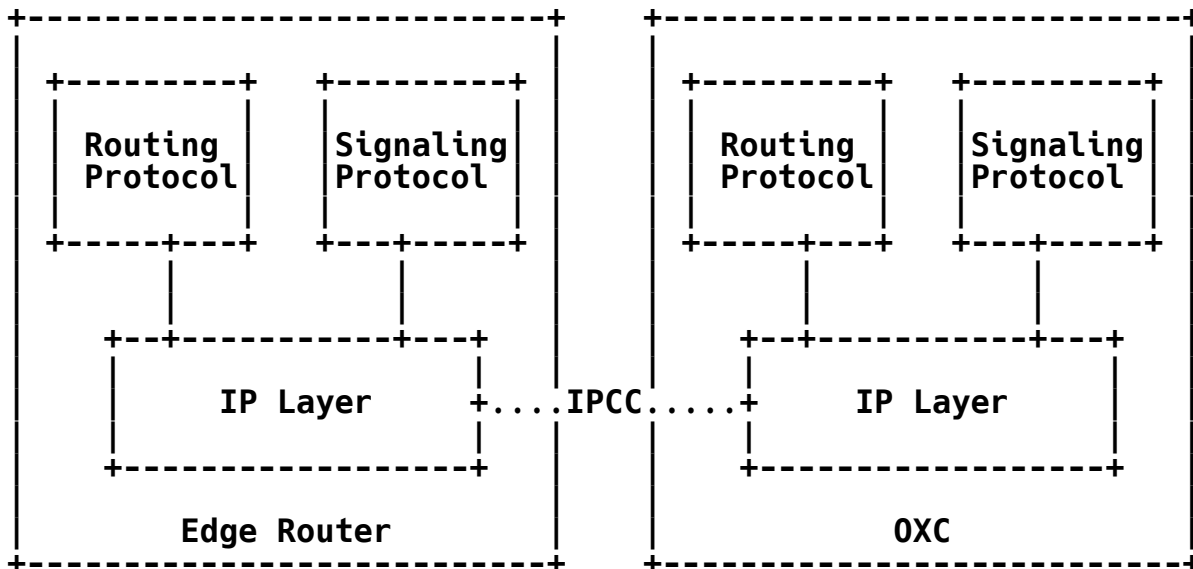 Routing Signaling Routing Signaling
Protocol Protocol Protocol Protocol
IP Layer +....IPCC.....+ IP Layer
Edge Router OXC